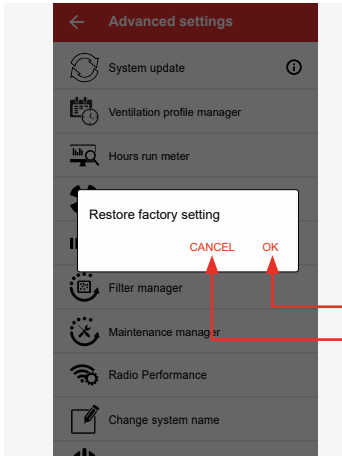 Advanced settings
System update
Ventilation profile manager
Hours run meter
Restore factory setting
CANCEL OK
Filter manager
Maintenance manager
Radio Performance
Change system name